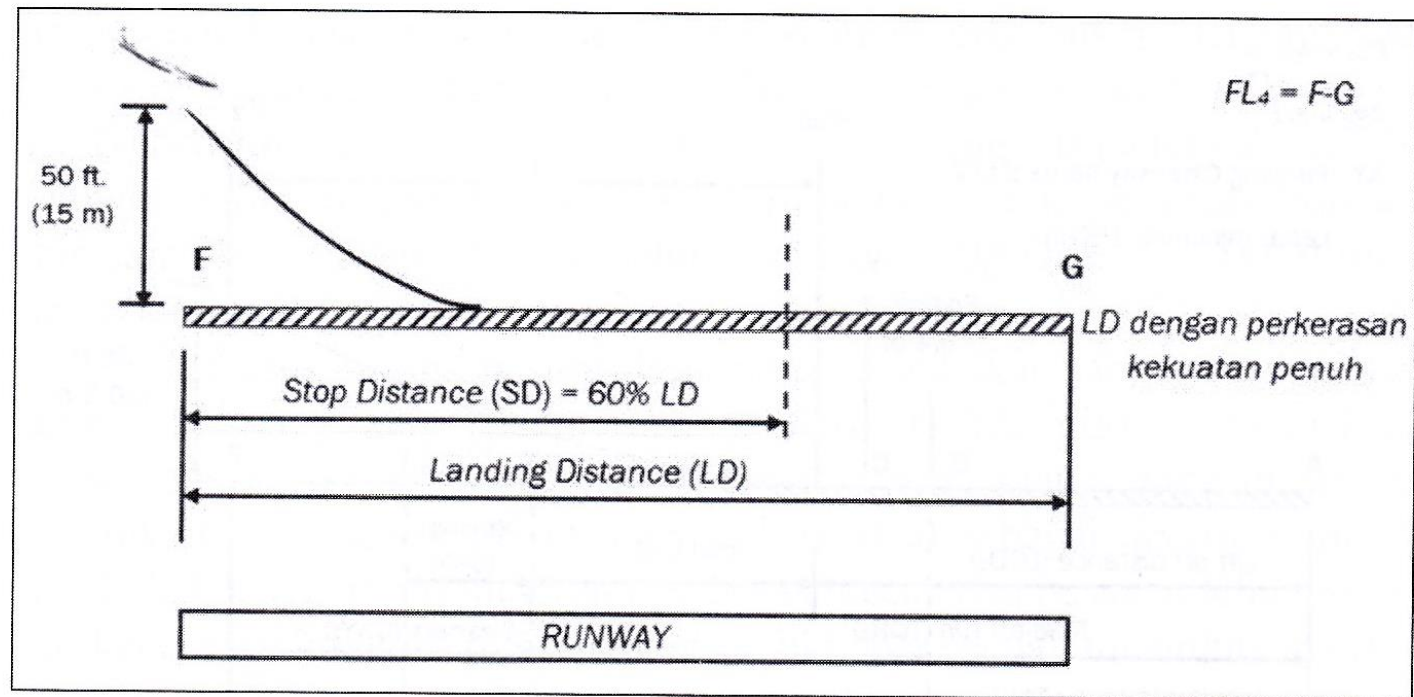 FL₄ = F-G
50 ft.
(15 m)
F
G
LD dengan perkerasan
kekuatan penuh
Stop Distance (SD) = 60% LD
Landing Distance (LD)
RUNWAY